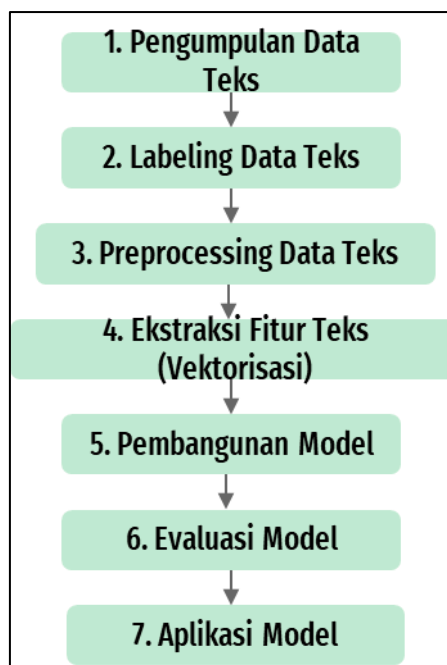 1. Pengumpulan Data
Teks
2. Labeling Data Teks
3. Preprocessing Data Teks
4. Ekstraksi Fitur Teks
(Vektorisasi)
5. Pembangunan Model
6. Evaluasi Model
7. Aplikasi Model